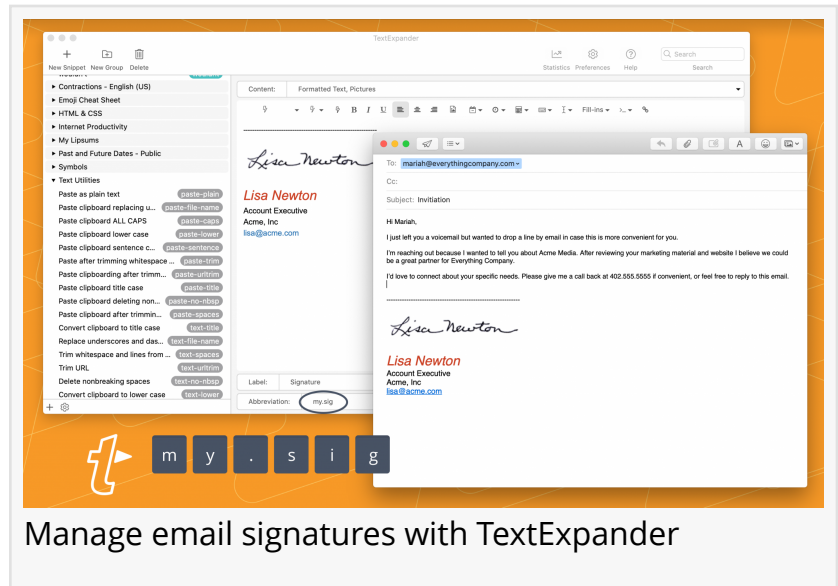 TextExpander
New Snippet New Group Delete
Statistics Preferences Help Search
Search
Contractions - English (US)
Emoji Cheat Sheet
HTML & CSS
Internet Productivity
My Lipsums
Past and Future Dates - Public
Symbols
Text Utilities
Paste as plain text paste-plain
Paste clipboard replacing u... paste-file-name
Paste clipboard ALL CAPS paste-caps
Paste clipboard lower case paste-lower
Paste clipboard sentence c... paste-sentence
Paste after trimming whitespace ... paste-trim
Paste clipboarding after trimm... paste-urltrim
Paste clipboard title case paste-title
Paste clipboard deleting non... paste-no-nbsp
Paste clipboard after trimmin... paste-spaces
Convert clipboard to title case text-title
Replace underscores and das... text-file-name
Trim whitespace and lines from ... text-spaces
Trim URL text-urltrim
Delete nonbreaking spaces text-no-nbsp
Convert clipboard to lower case text-lower
Content: Formatted Text, Pictures
B I U Fill-ins
Lisa Newton
Lisa Newton
Account Executive
Acme, Inc
lisa@acme.com
Label: Signature
Abbreviation: my.sig
A
To: mariah@everythingcompany.com
Cc:
Subject: Invitation
Hi Mariah,
I just left you a voicemail but wanted to drop a line by email in case this is more convenient for you.
I'm reaching out because I wanted to tell you about Acme Media. After reviewing your marketing material and website I believe we could
be a great partner for Everything Company.
I'd love to connect about your specific needs. Please give me a call back at 402.555.5555 if convenient, or feel free to reply to this email.
--------------------------------------------------
Lisa Newton
Lisa Newton
Account Executive
Acme, Inc
lisa@acme.com
t m y . s i g
Manage email signatures with TextExpander